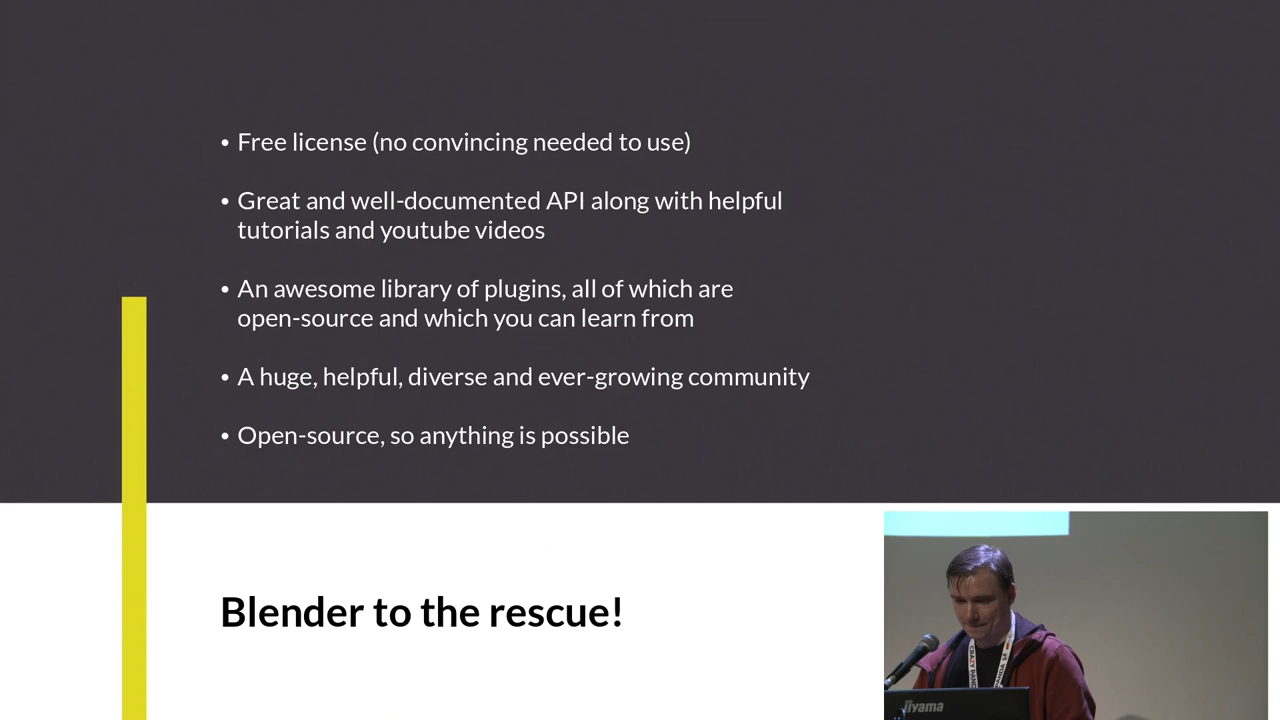 • Free license (no convincing needed to use)
• Great and well-documented API along with helpful
tutorials and youtube videos
• An awesome library of plugins, all of which are
open-source and which you can learn from
• A huge, helpful, diverse and ever-growing community
• Open-source, so anything is possible
Blender to the rescue!
CRAZY
iiyama